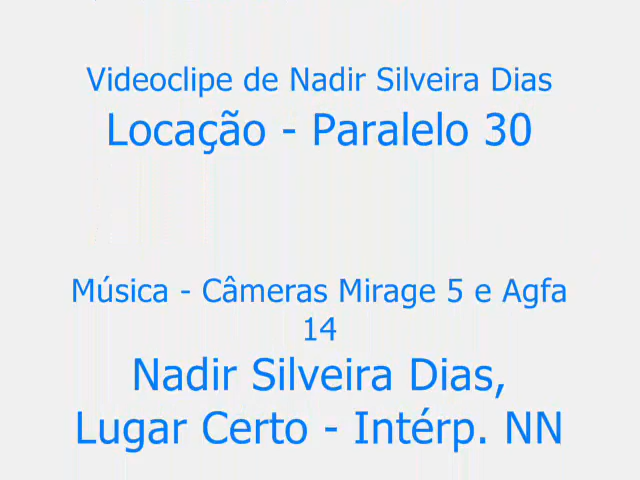 Videoclipe de Nadir Silveira Dias
Locação - Paralelo 30
Música - Câmeras Mirage 5 e Agfa
14
Nadir Silveira Dias,
Lugar Certo - Intérp. NN